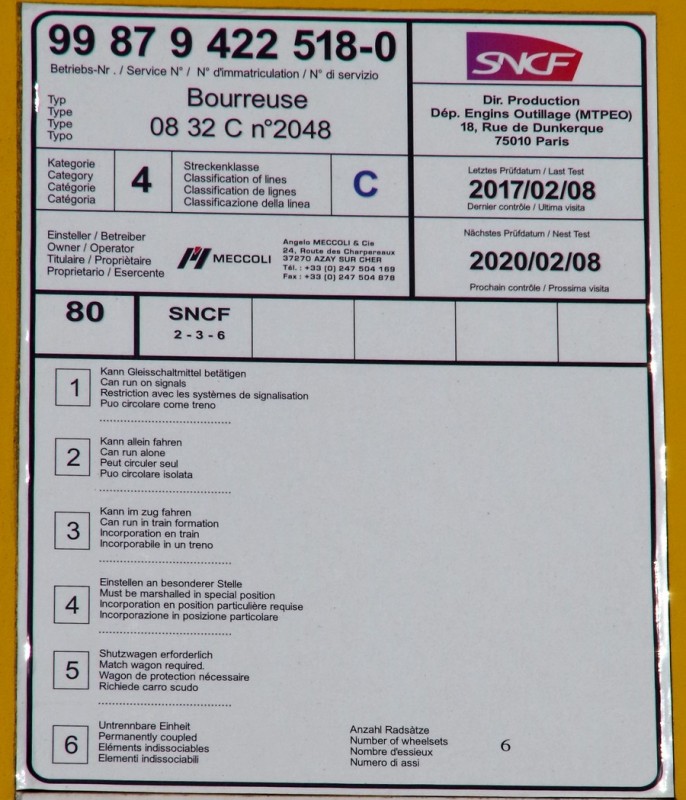 99 87 9 422 518-0
Betriebs-Nr . / Service N° / N° d'immatriculation / N° di servizio
Typ
Type
Type
Typo
Bourreuse
08 32 C n°2048
SNCF
Dir. Production
Dép. Engins Outillage (MTPEO)
18, Rue de Dunkerque
75010 Paris
Kategorie
Category
Catégorie
Catégoria
4
Streckenklasse
Classification of lines
Classification de lignes
Classificazione della linea
C
Letztes Prüfdatum / Last Test
2017/02/08
Dernier contrôle / Ultima visita
Einsteller / Betreiber
Owner / Operator
Titulaire / Propriètaire
Proprietario / Esercente
MECCOLI
Angelo MECCOLI & Cie
24, Route des Charpereaux
37270 AZAY SUR CHER
Tél. : +33 (0) 247 504 169
Fax : +33 (0) 247 504 878
Nächstes Prüfdatum / Nest Test
2020/02/08
Prochain contrôle / Prossima visita
80
SNCF
2 - 3 - 6
1
Kann Gleisschaltmittel betätigen
Can run on signals
Restriction avec les systèmes de signalisation
Puo circolare come treno
2
Kann allein fahren
Can run alone
Peut circuler seul
Puo circolare isolata
3
Kann im zug fahren
Can run in train formation
Incorporation en train
Incorporabile in un treno
4
Einstellen an besonderer Stelle
Must be marshalled in special position
Incorporation en position particulière requise
Incorporazione in posizione particolare
5
Shutzwagen erforderlich
Match wagon required.
Wagon de protection nécessaire
Richiede carro scudo
6
Untrennbare Einheit
Permanently coupled
Eléments indissociables
Elementi indissociabili
Anzahl Radsätze
Number of wheelsets
Nombre d'essieux
Numero di assi
6